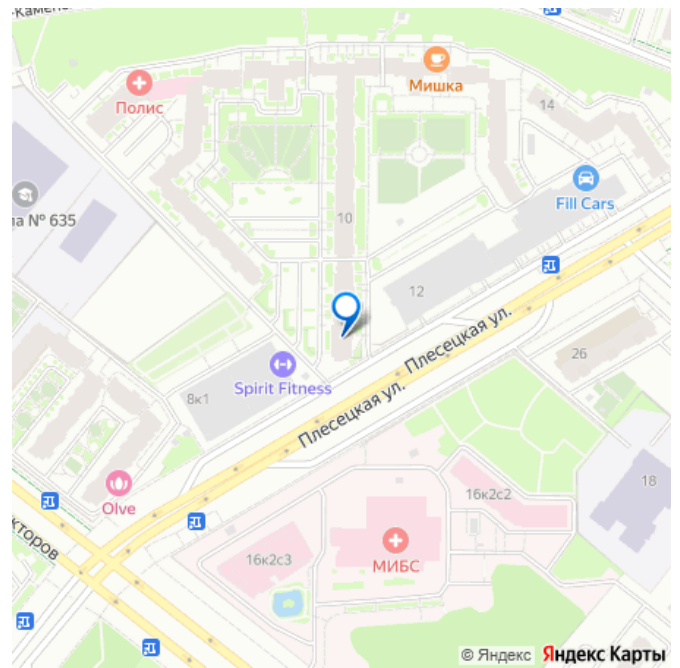 -Каменс
Полис
Мишка
14
Fill Cars
ла № 635
10
12
Плесецкая ул.
26
Spirit Fitness
8к1
Плесецкая ул.
18
16к2с2
Olve
кторов
16к2с3
МИБС
© Яндекс Яндекс Карты